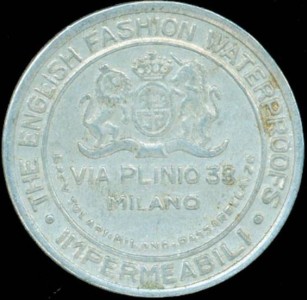 · THE ENGLISH FASHION WATERPROOFS ·
IMPERMEABILI
VIA PLINIO 38
MILANO